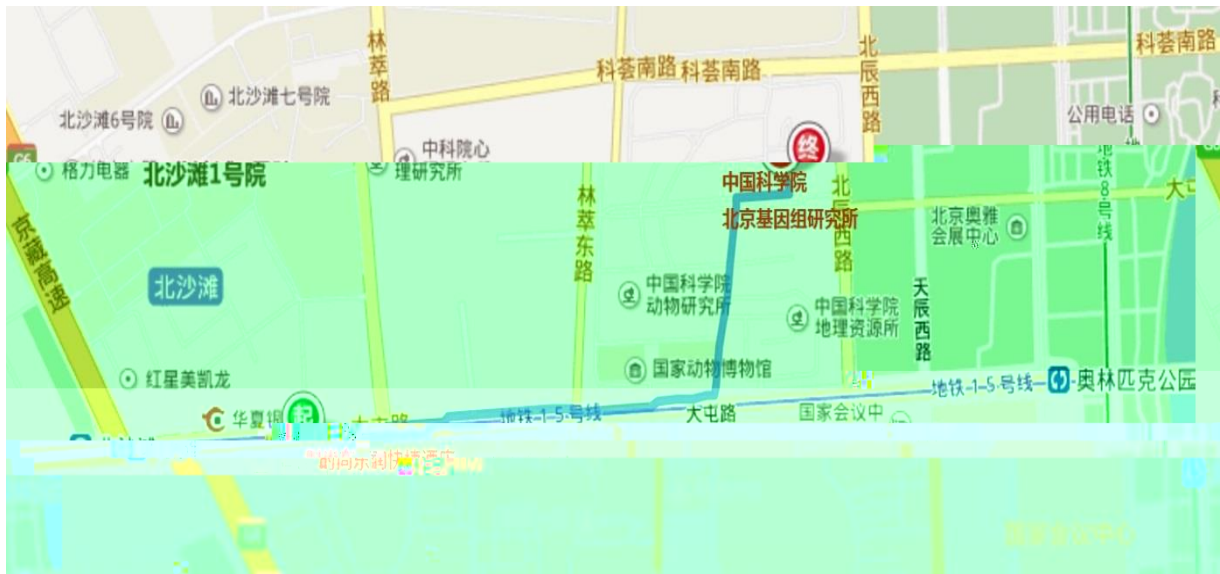 林萃路
科荟南路
科荟南路
北辰西路
科荟南路
北沙滩七号院
北沙滩6号院
公用电话
中科院心
理研究所
终
格力电器
北沙滩1号院
中国科学院
北京基因组研究所
北辰西路
地铁8号线
大屯
京藏高速
林萃东路
北京奥雅
会展中心
北沙滩
中国科学院
动物研究所
中国科学院
地理资源所
天辰西路
国家动物博物馆
红星美凯龙
地铁-1-5-号线
奥林匹克公园
华夏银
起
大屯路
地铁-1-5-号线
大屯路
国家会议中
国家会议中心